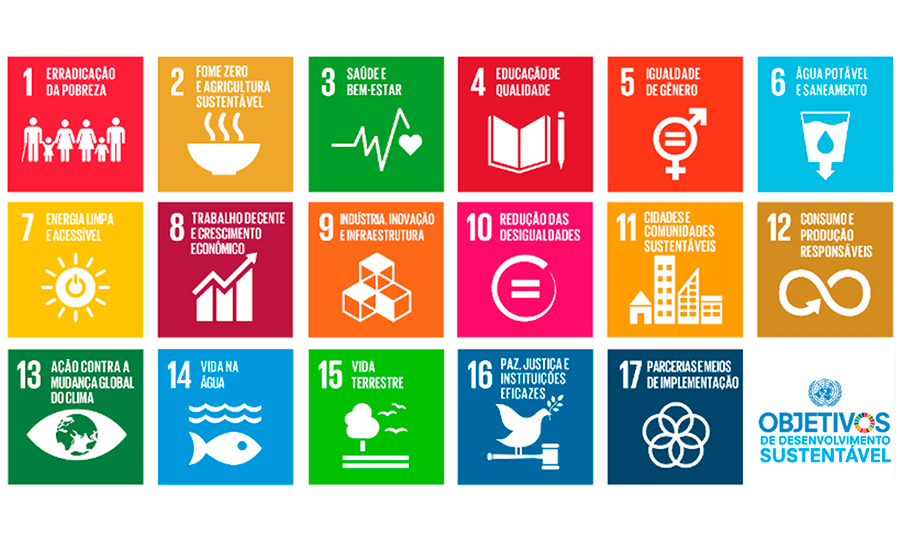 1 ERRADICAÇÃO
DA POBREZA
2 FOME ZERO
E AGRICULTURA
SUSTENTÁVEL
3 SAÚDE E
BEM-ESTAR
4 EDUCAÇÃO DE
QUALIDADE
5 IGUALDADE
DE GÊNERO
6 ÁGUA POTÁVEL
E SANEAMENTO
7 ENERGIA LIMPA
E ACESSÍVEL
8 TRABALHO DECENTE
E CRESCIMENTO
ECONÔMICO
9 INDÚSTRIA, INOVAÇÃO
E INFRAESTRUTURA
10 REDUÇÃO DAS
DESIGUALDADES
11 CIDADES E
COMUNIDADES
SUSTENTÁVEIS
12 CONSUMO E
PRODUÇÃO
RESPONSÁVEIS
13 AÇÃO CONTRA A
MUDANÇA GLOBAL
DO CLIMA
14 VIDA NA
ÁGUA
15 VIDA
TERRESTRE
16 PAZ, JUSTIÇA E
INSTITUIÇÕES
EFICAZES
17 PARCERIAS E MEIOS
DE IMPLEMENTAÇÃO
OBJETIVOS
DE DESENVOLVIMENTO
SUSTENTÁVEL